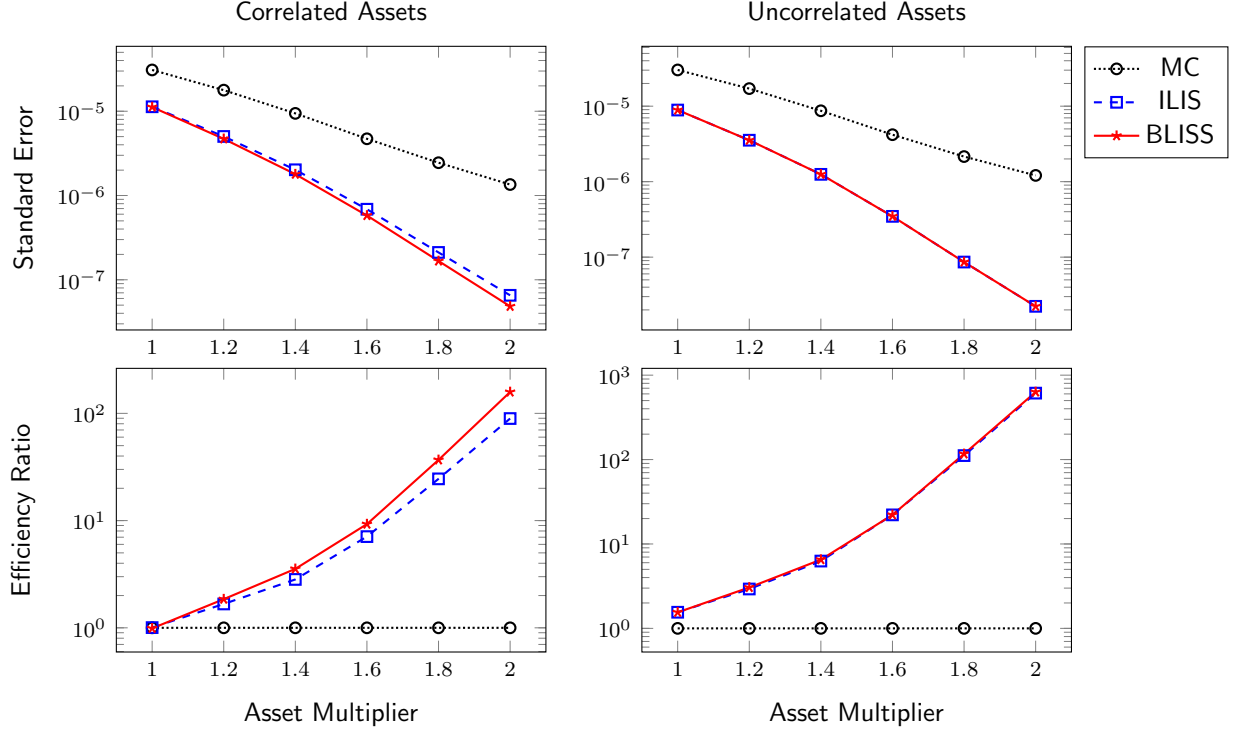 Correlated Assets
Uncorrelated Assets
MC
ILIS
BLISS
Standard Error
10^{-5}
10^{-6}
10^{-7}
1 1.2 1.4 1.6 1.8 2
10^{-5}
10^{-6}
10^{-7}
1 1.2 1.4 1.6 1.8 2
Efficiency Ratio
10^{2}
10^{1}
10^{0}
1 1.2 1.4 1.6 1.8 2
Asset Multiplier
10^{3}
10^{2}
10^{1}
10^{0}
1 1.2 1.4 1.6 1.8 2
Asset Multiplier